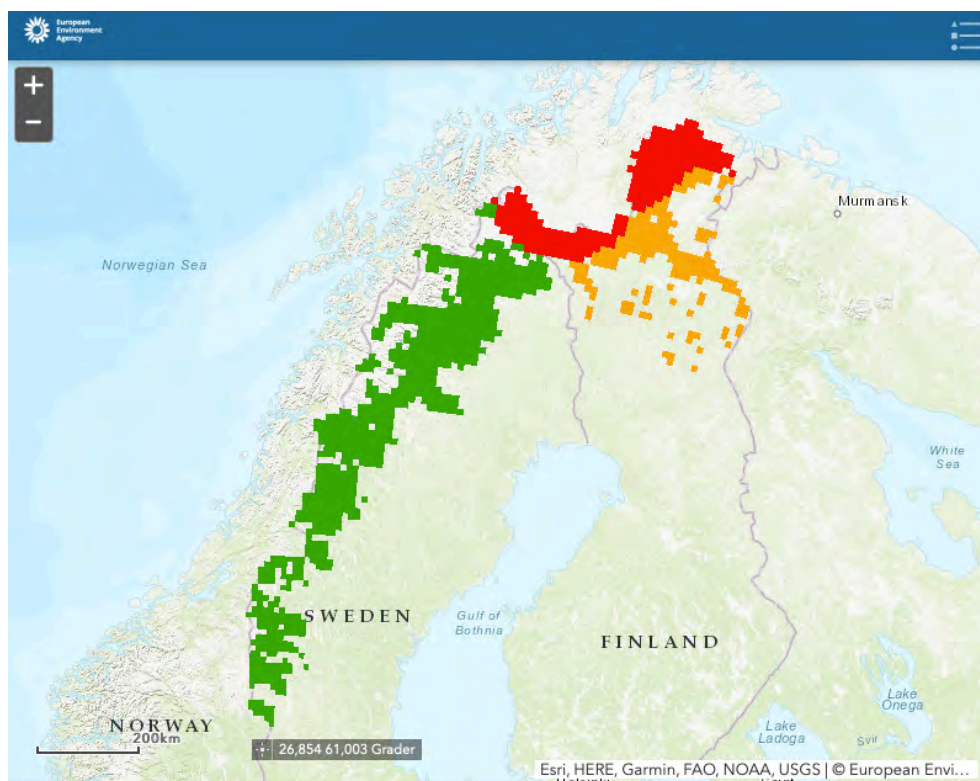 European
Environment
Agency
+
−
Murmansk
Norwegian Sea
White
Sea
SWEDEN
Gulf of
Bothnia
FINLAND
Lake
Onega
NORWAY
200km
26,854 61,003 Grader
Lake
Ladoga
Svir
Esri, HERE, Garmin, FAO, NOAA, USGS | © European Envi...